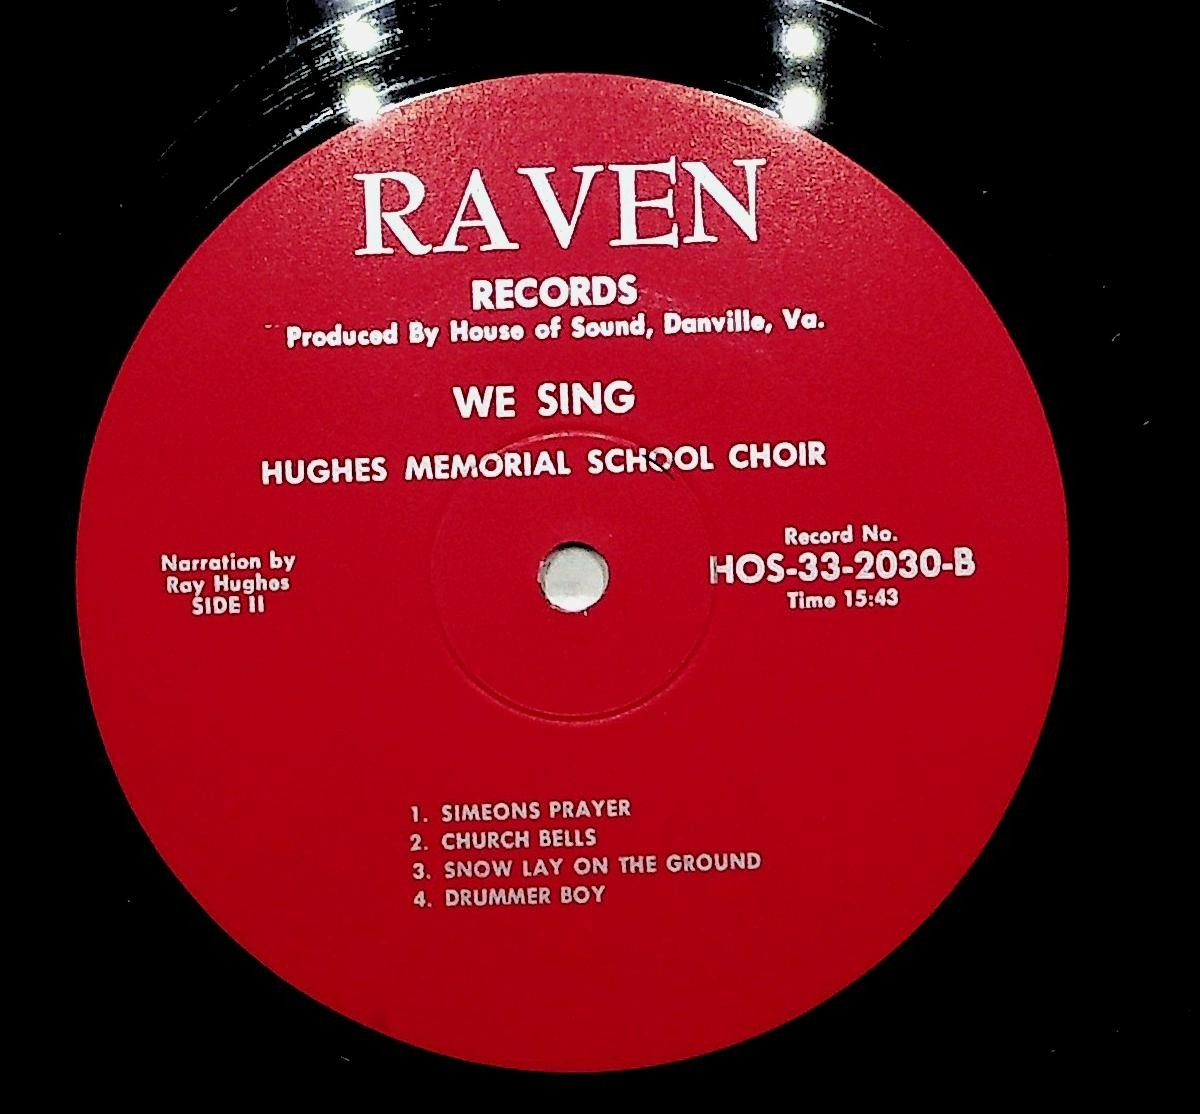 RAVEN
RECORDS
Produced By House of Sound, Danville, Va.
WE SING
HUGHES MEMORIAL SCHOOL CHOIR
Narration by
Ray Hughes
SIDE II
Record No.
HOS-33-2030-B
Time 15:43
1. SIMEONS PRAYER
2. CHURCH BELLS
3. SNOW LAY ON THE GROUND
4. DRUMMER BOY